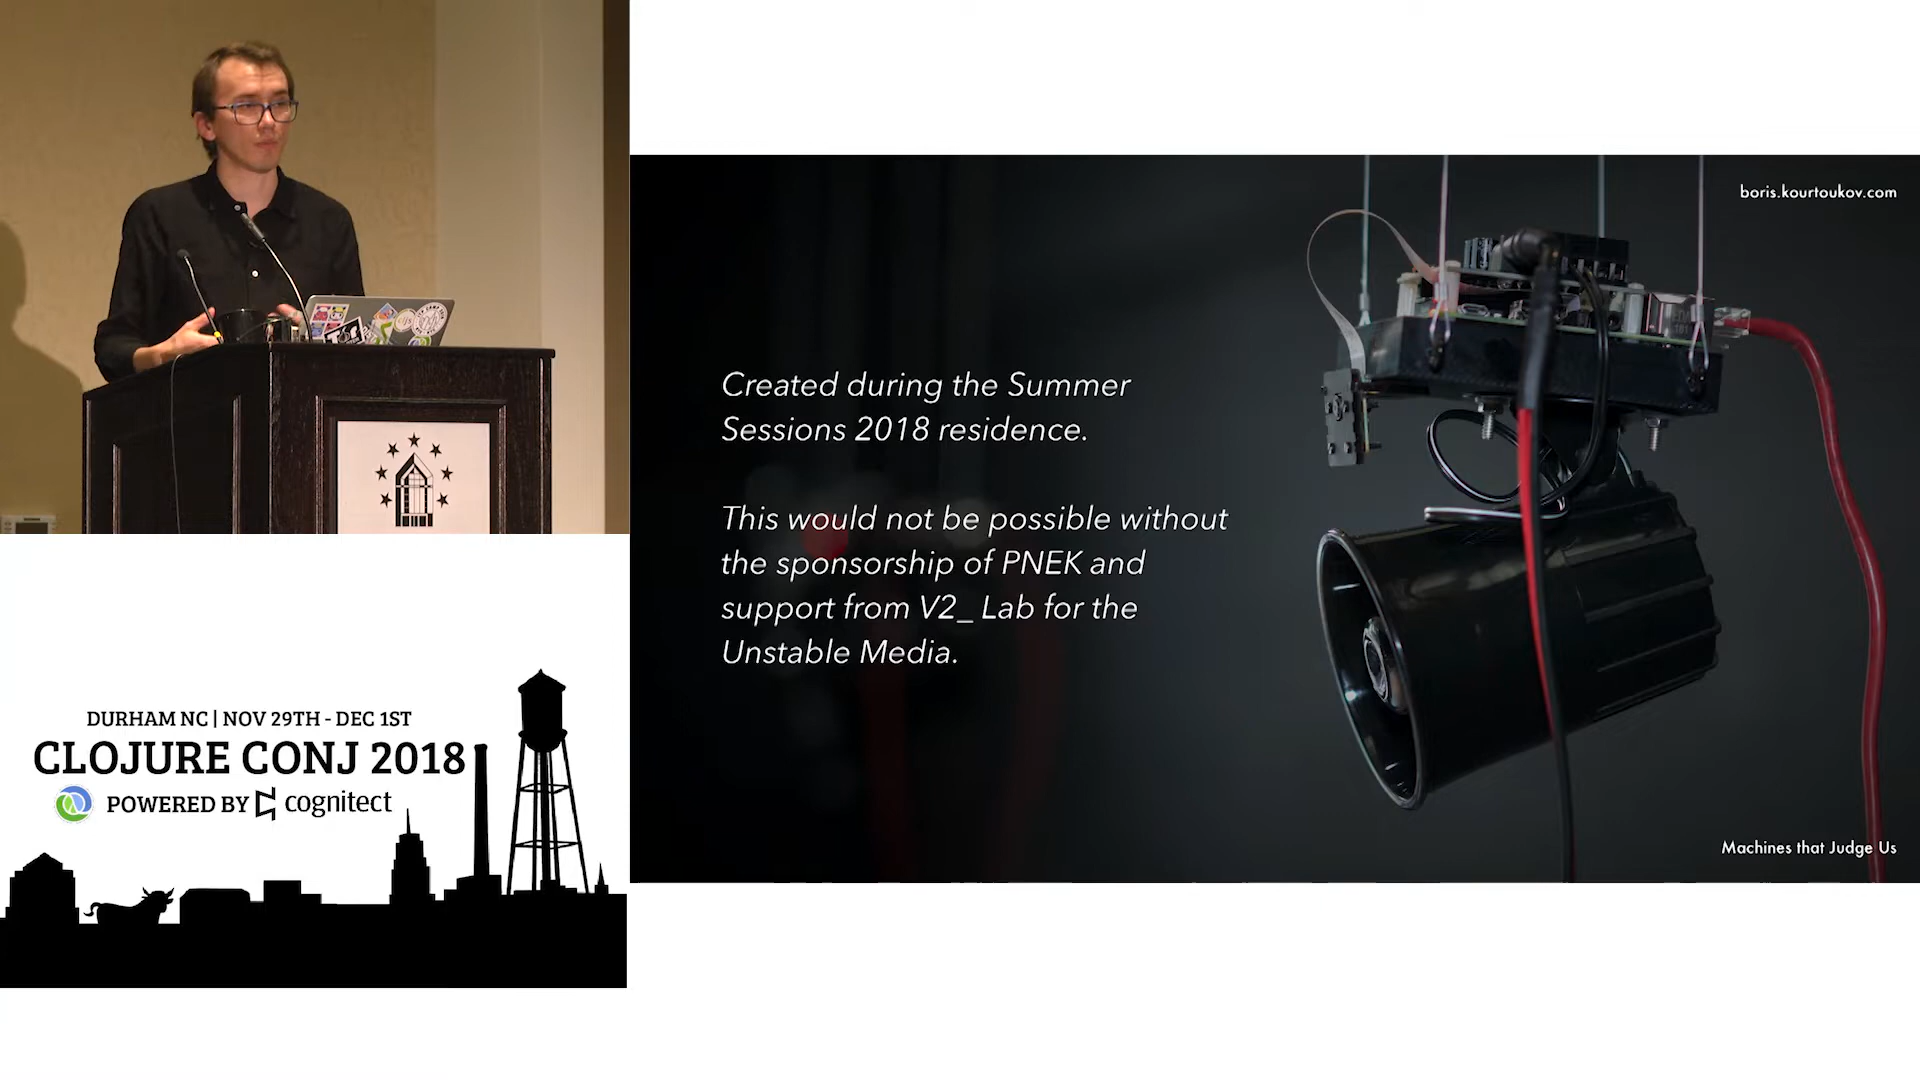 boris.kourtoukov.com
Created during the Summer
Sessions 2018 residence.
This would not be possible without
the sponsorship of PNEK and
support from V2_ Lab for the
Unstable Media.
Machines that Judge Us
DURHAM NC | NOV 29TH - DEC 1ST
CLOJURE CONJ 2018
POWERED BY cognitect